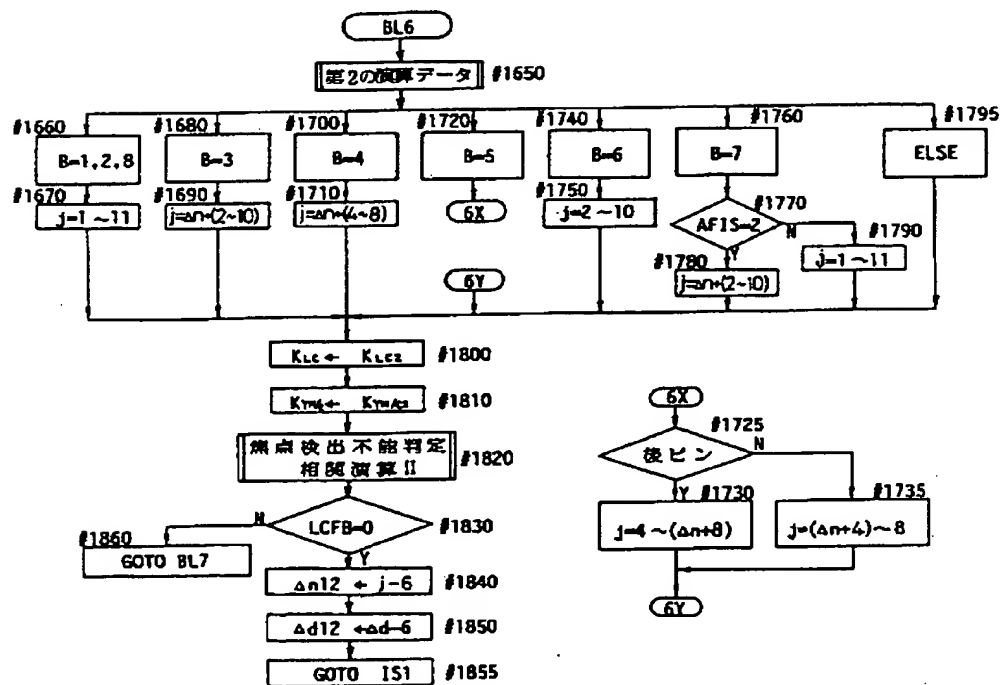 BL6
第2の演算データ #1650
#1660 #1680 #1700 #1720 #1740 #1760 #1795
B=1,2,8 B=3 B=4 B=5 B=6 B=7 ELSE
#1670 #1690 #1710 #1750 #1770 #1790
j=1~11 j=Δn+(2~10) j=Δn+(4~8) 6X j=2~10 AFIS=2 N j=1~11
#1780 Y
6Y j=Δn+(2~10)
KLC← KLC2 #1800
#1810
焦点検出不能判定
相関演算II #1820
LCFB=0 N #1830
#1860 Y
GOTO BL7
Δn12 ← j-6 #1840
Δd12 ←Δd-6 #1850
GOTO IS1 #1855
6X
#1725
後ピン N
Y #1730 #1735
j=4~(Δn+8) j=(Δn+4)~8
6Y